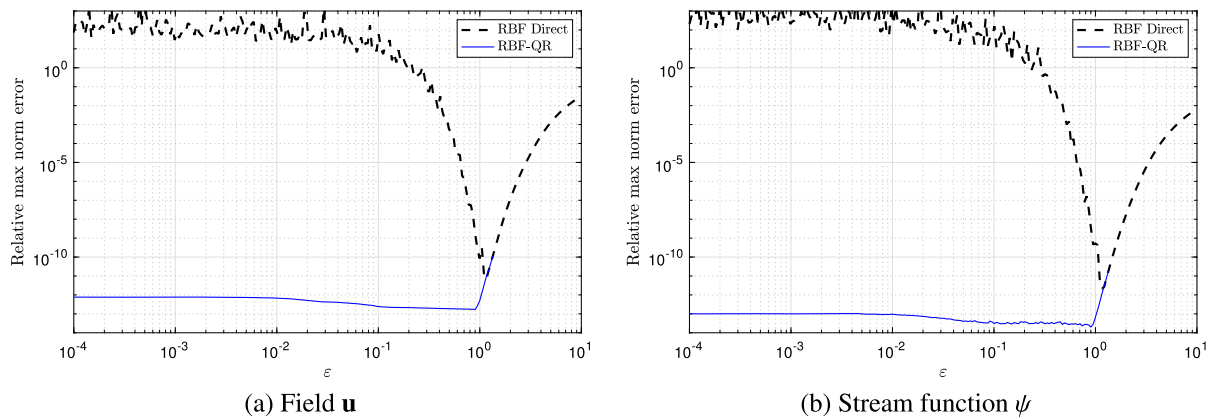 Relative max norm error
10^0
10^-5
10^-10
RBF Direct
RBF-QR
10^-4
10^-3
10^-2
10^-1
10^0
10^1
ε
(a) Field u
Relative max norm error
10^0
10^-5
10^-10
RBF Direct
RBF-QR
10^-4
10^-3
10^-2
10^-1
10^0
10^1
ε
(b) Stream function ψ